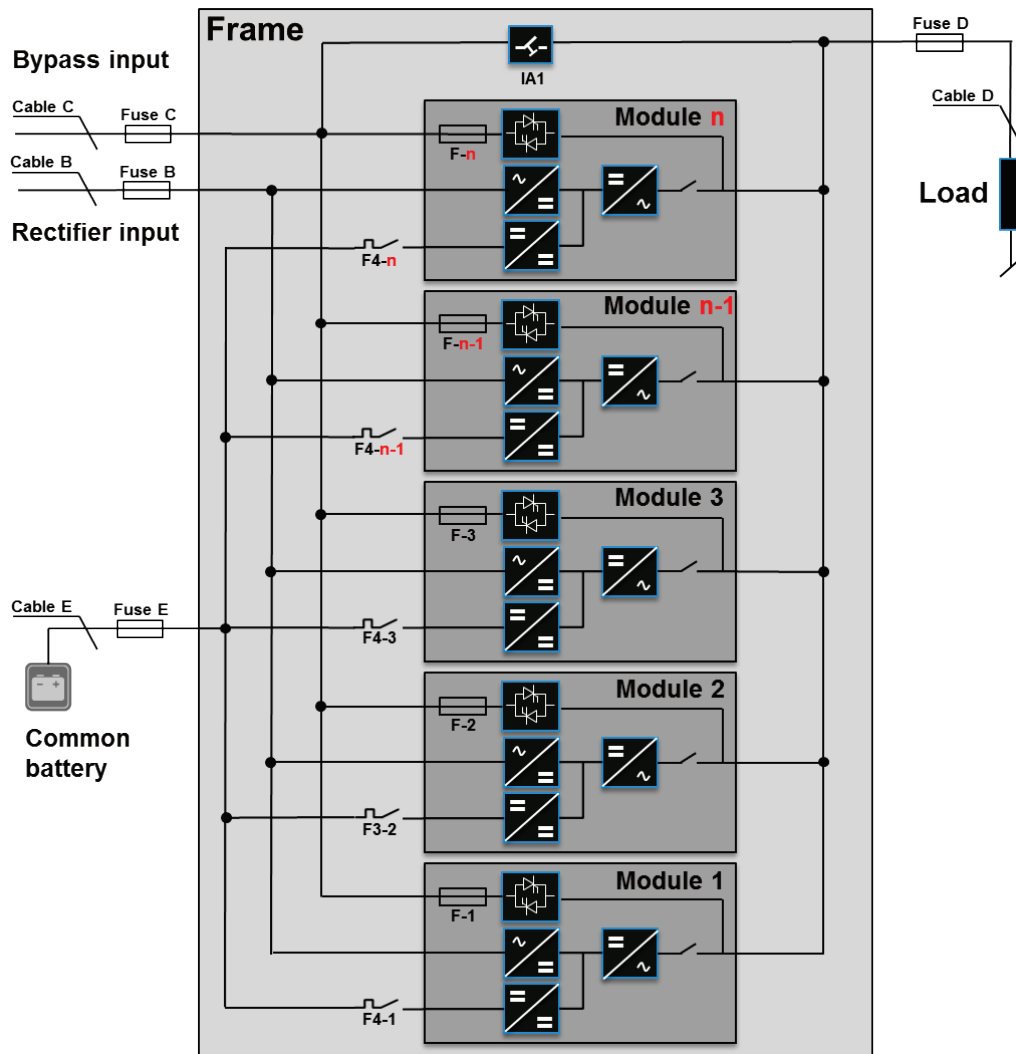 Frame
Fuse D
Bypass input
IA1
Cable C
Fuse C
Module n
Cable D
F-n
Cable B
Fuse B
Load
Rectifier input
F4-n
Module n-1
F-n-1
F4-n-1
Module 3
F-3
Cable E
Fuse E
F4-3
Module 2
F-2
Common
battery
F3-2
Module 1
F-1
F4-1